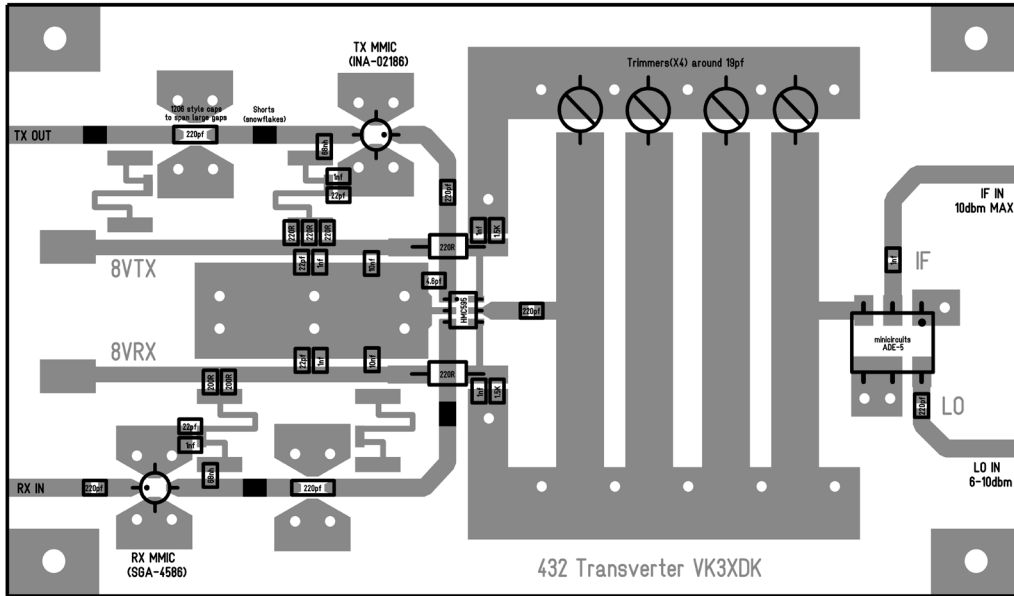 TX MMIC
(INA-02186)
Trimmers(X4) around 19pf
1206 style caps
to span large gaps
Shorts
(snowflakes)
TX OUT
220pf
68nh
1nf
22pf
220pf
IF IN
10dbm MAX
220R
220R
220R
1nf
1.5K
220R
8VTX
22pf
1nf
10nf
1nf
IF
4.6pf
HMC595
220pf
minicircuits
ADE-5
8VRX
22pf
1nf
10nf
220R
200R
200R
1nf
1.5K
220pf
LO
22pf
1nf
68nh
RX IN
220pf
220pf
LO IN
6-10dbm
RX MMIC
(SGA-4586)
432 Transverter VK3XDK